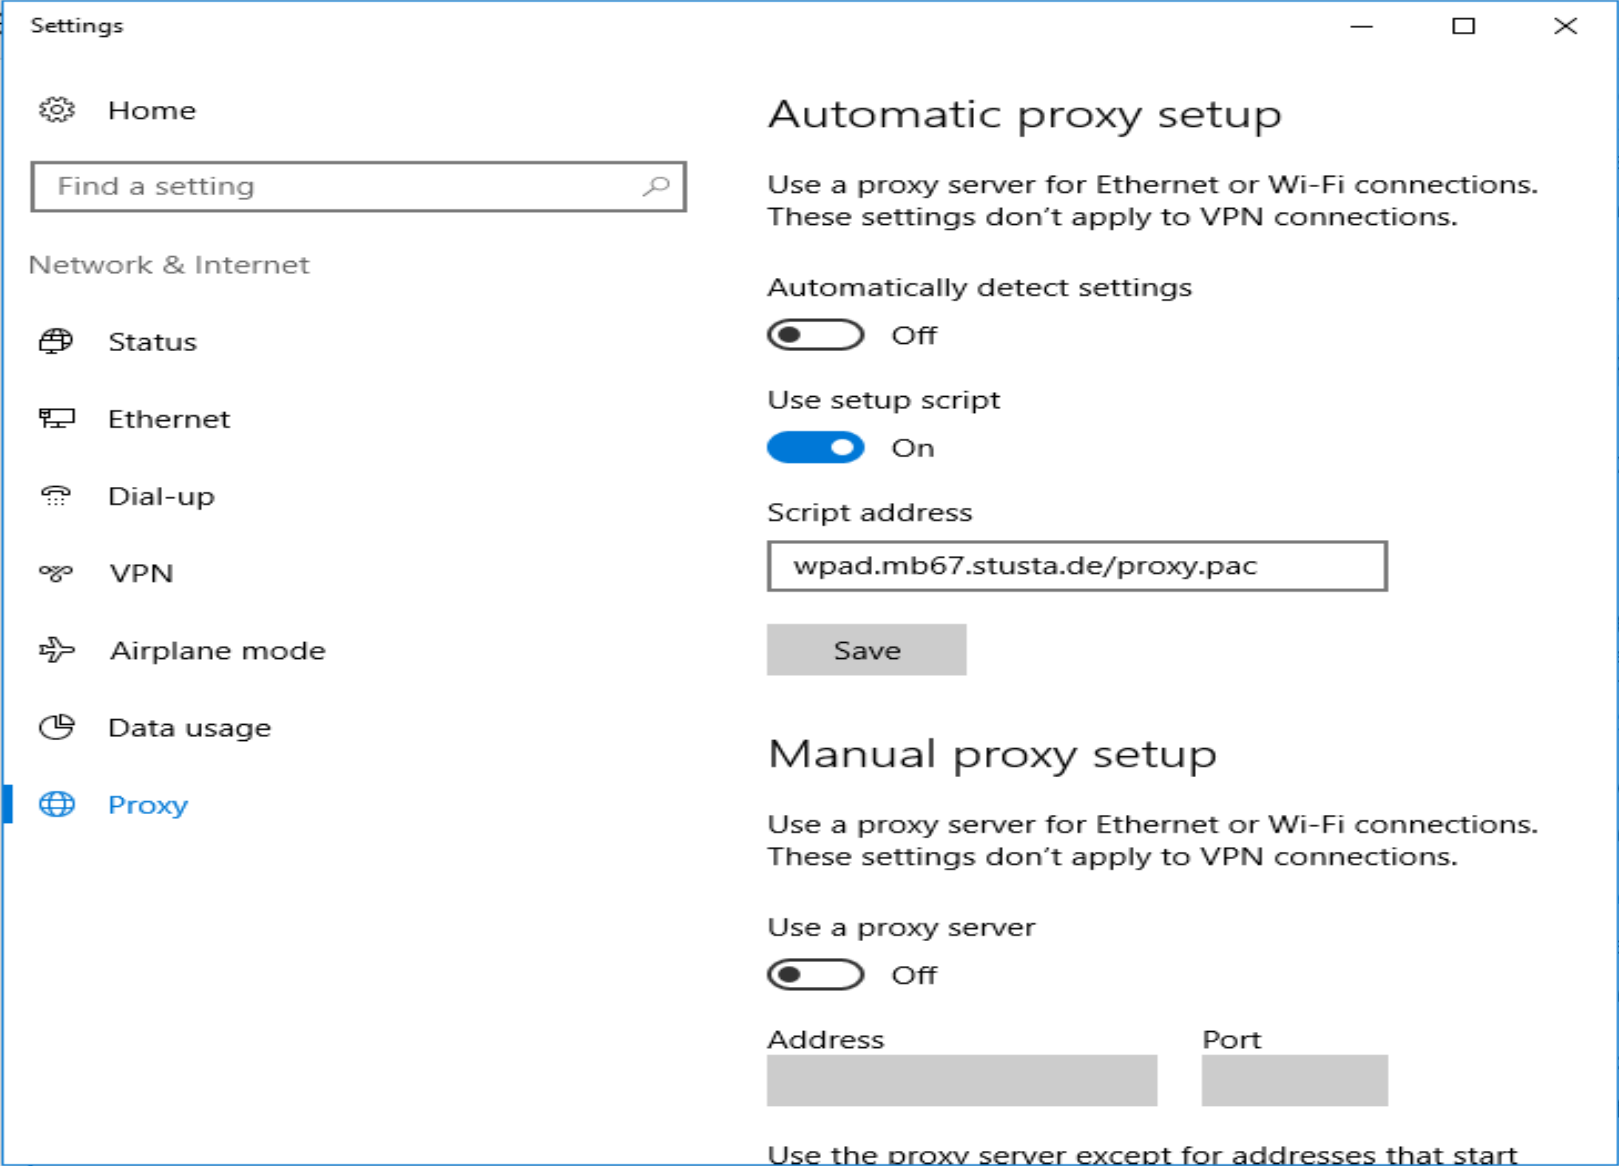 Settings
Home
Find a setting
Network & Internet
Status
Ethernet
Dial-up
VPN
Airplane mode
Data usage
Proxy
Automatic proxy setup
Use a proxy server for Ethernet or Wi-Fi connections.
These settings don't apply to VPN connections.
Automatically detect settings
Off
Use setup script
On
Script address
wpad.mb67.stusta.de/proxy.pac
Save
Manual proxy setup
Use a proxy server for Ethernet or Wi-Fi connections.
These settings don't apply to VPN connections.
Use a proxy server
Off
Address Port
Use the proxy server except for addresses that start